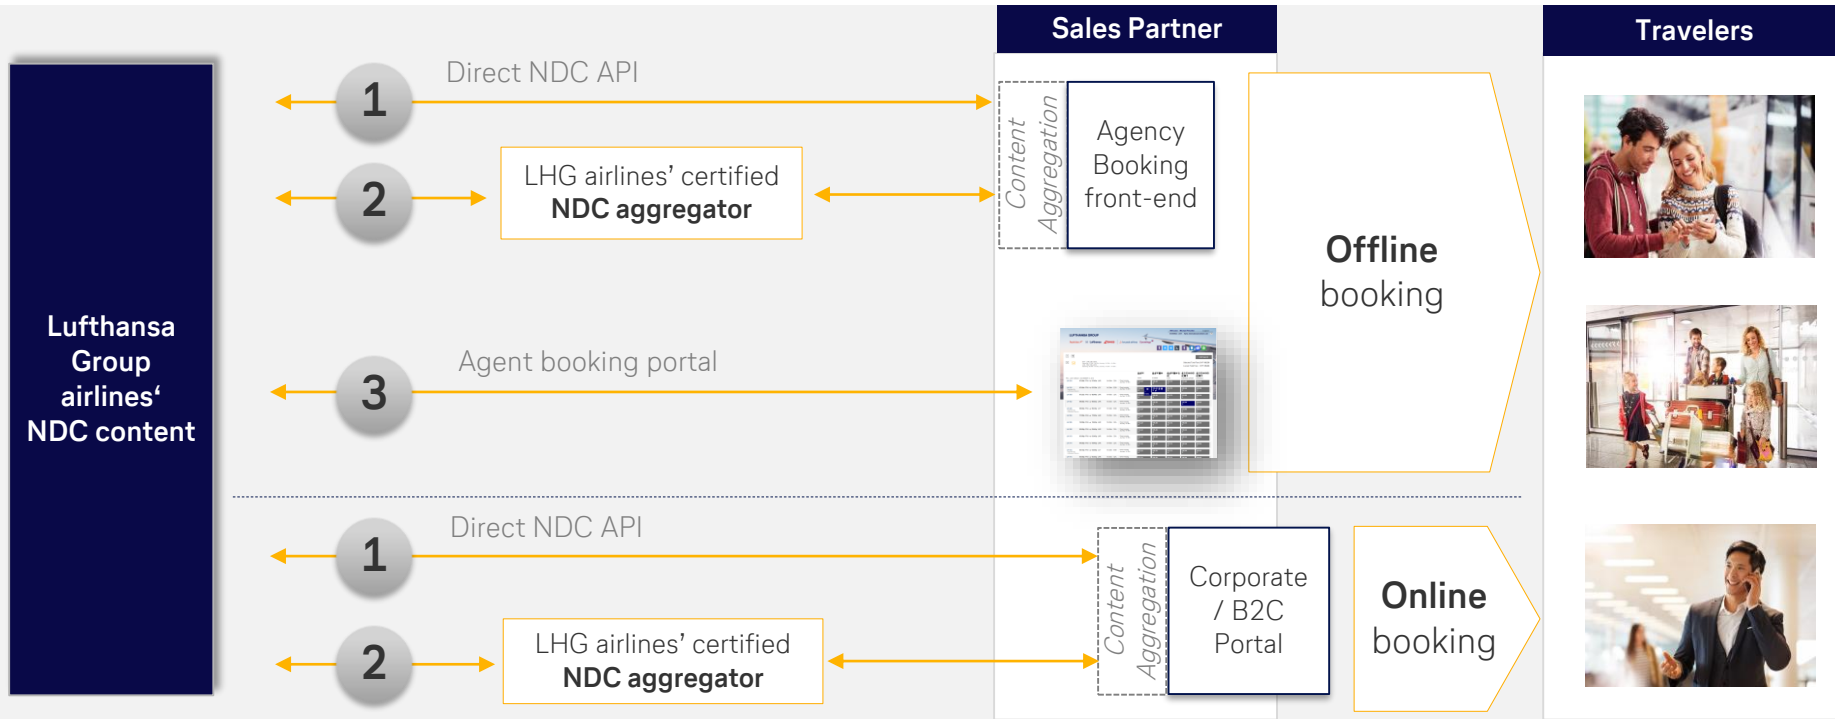 Sales Partner
Travelers
Lufthansa
Group
airlines‘
NDC content
1
Direct NDC API
2
LHG airlines’ certified
NDC aggregator
Content
Aggregation
Agency
Booking
front-end
Offline
booking
3
Agent booking portal
LUFTHANSA GROUP
1
Direct NDC API
2
LHG airlines’ certified
NDC aggregator
Content
Aggregation
Corporate
/ B2C
Portal
Online
booking